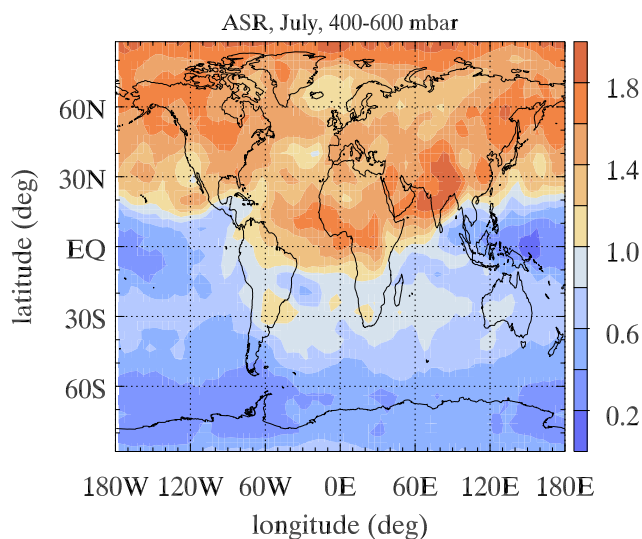 ASR, July, 400-600 mbar
60N
30N
EQ
30S
60S
latitude (deg)
180W 120W 60W 0E 60E 120E 180E
longitude (deg)
1.8
1.4
1.0
0.6
0.2